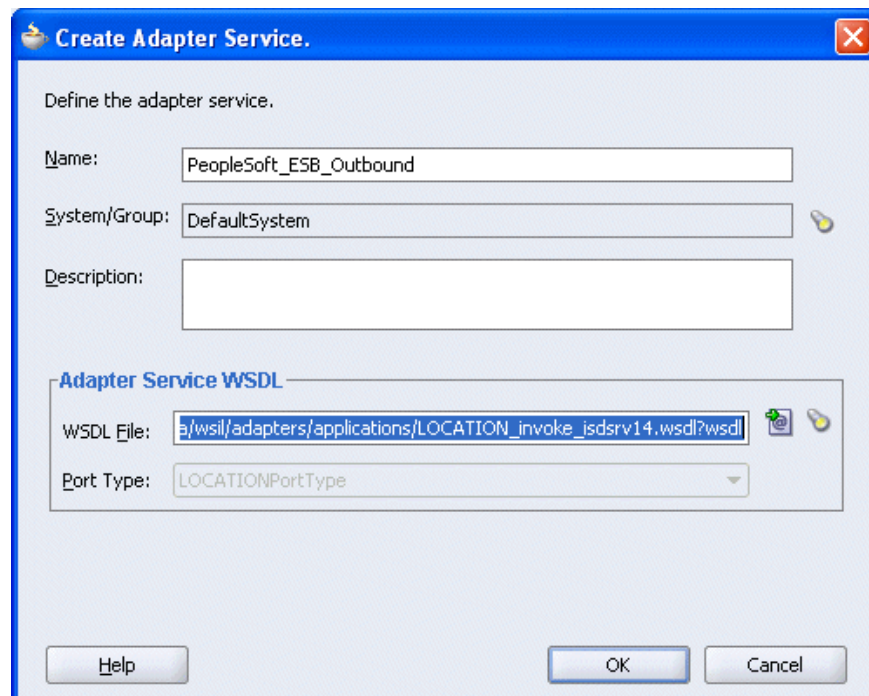 Create Adapter Service.
Define the adapter service.
Name: PeopleSoft_ESB_Outbound
System/Group: DefaultSystem
Description:
Adapter Service WSDL
WSDL File: a/wsil/adapters/applications/LOCATION_invoke_isdsrv14.wsdl?wsdl
Port Type: LOCATIONPortType
Help OK Cancel